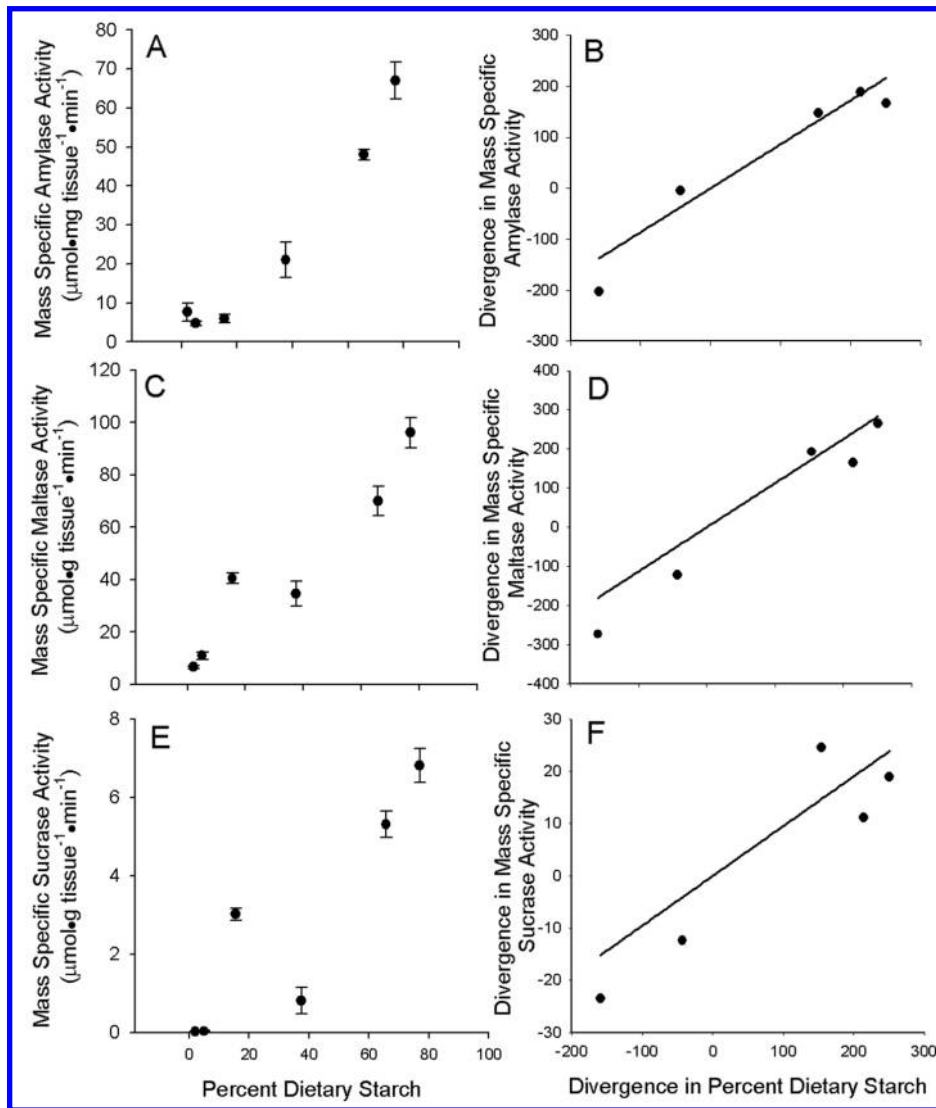 A
Mass Specific Amylase Activity
(μmol•mg tissue⁻¹•min⁻¹)
80
70
60
50
40
30
20
10
0
B
Divergence in Mass Specific
Amylase Activity
300
200
100
0
-100
-200
-300
C
Mass Specific Maltase Activity
(μmol•g tissue⁻¹•min⁻¹)
120
100
80
60
40
20
0
D
Divergence in Mass Specific
Maltase Activity
400
300
200
100
0
-100
-200
-300
-400
E
Mass Specific Sucrase Activity
(μmol•g tissue⁻¹•min⁻¹)
8
6
4
2
0
0 20 40 60 80 100
Percent Dietary Starch
F
Divergence in Mass Specific
Sucrase Activity
30
20
10
0
-10
-20
-30
-200 -100 0 100 200 300
Divergence in Percent Dietary Starch